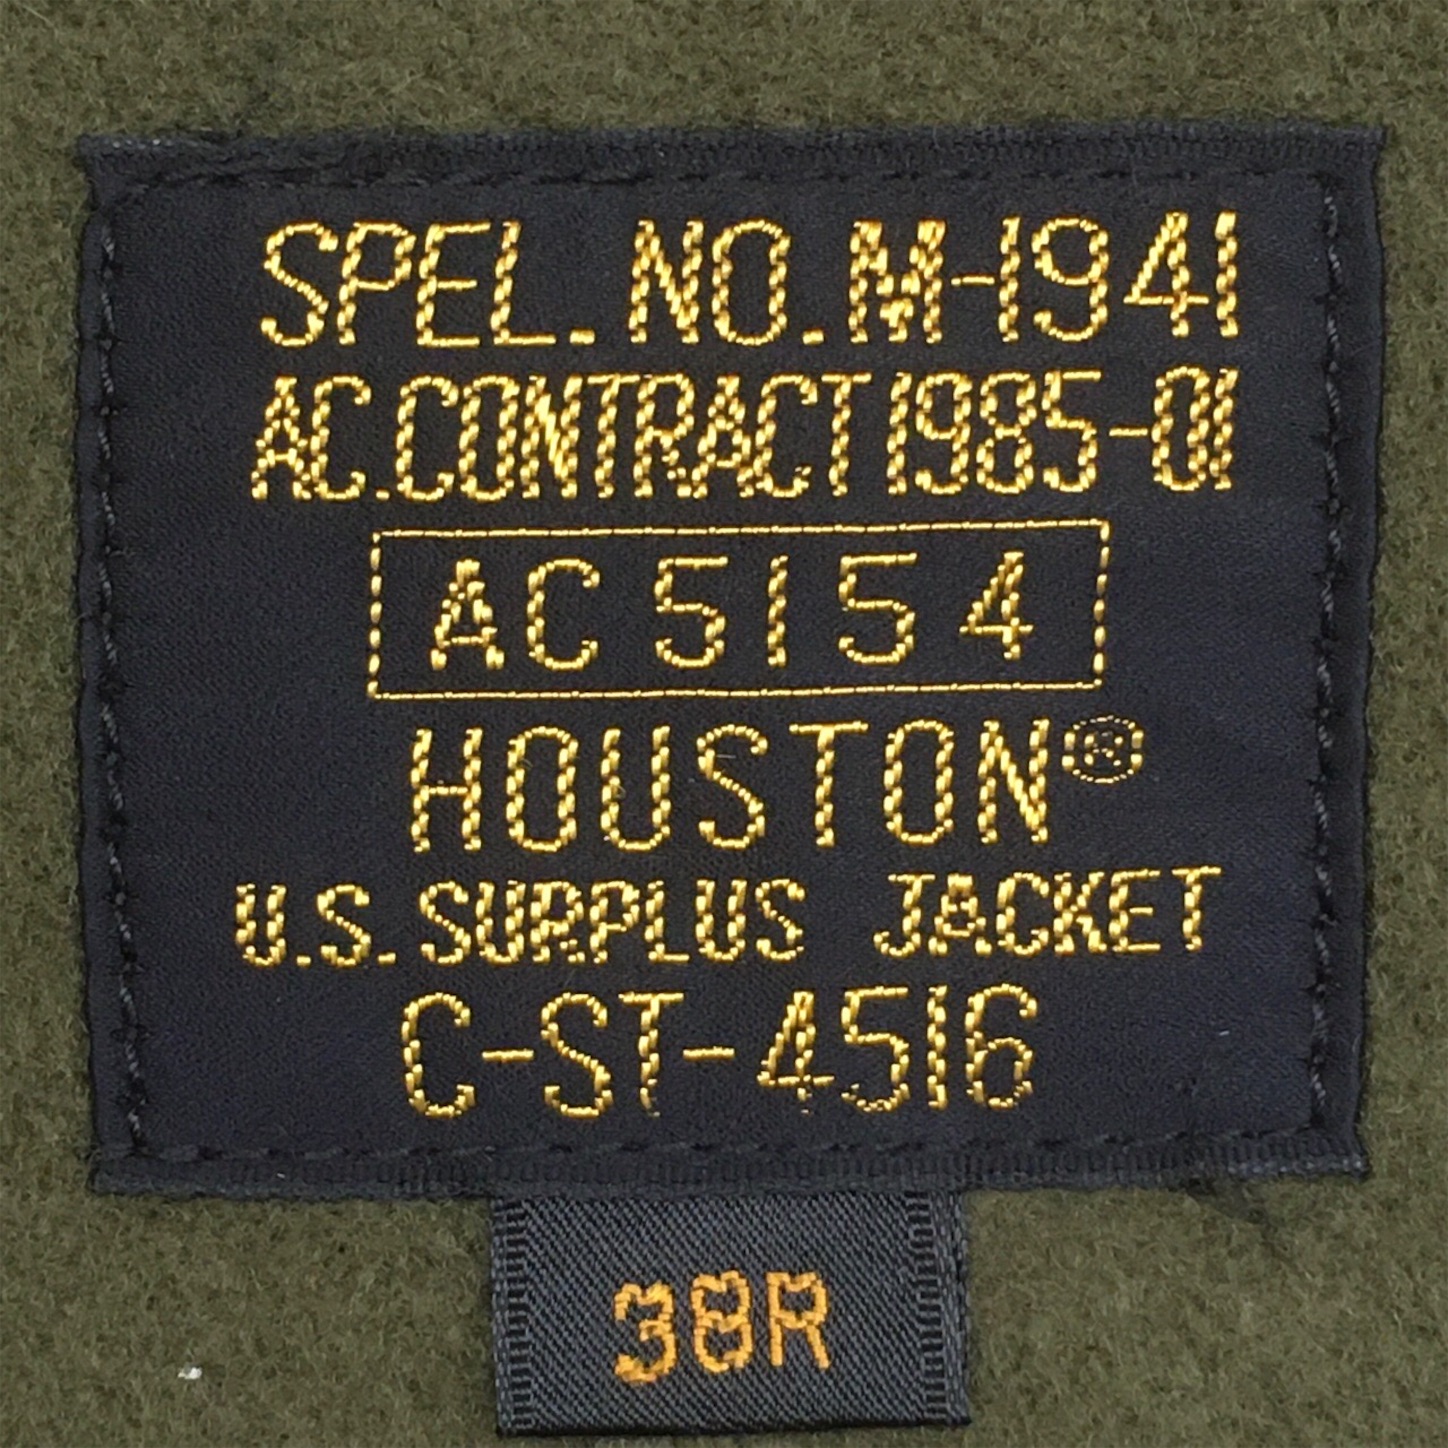 SPEL. NO. M-1941
AC.CONTRACT 1985-01
AC 5154
HOUSTON®
U.S. SURPLUS JACKET
C-ST-4516
38R